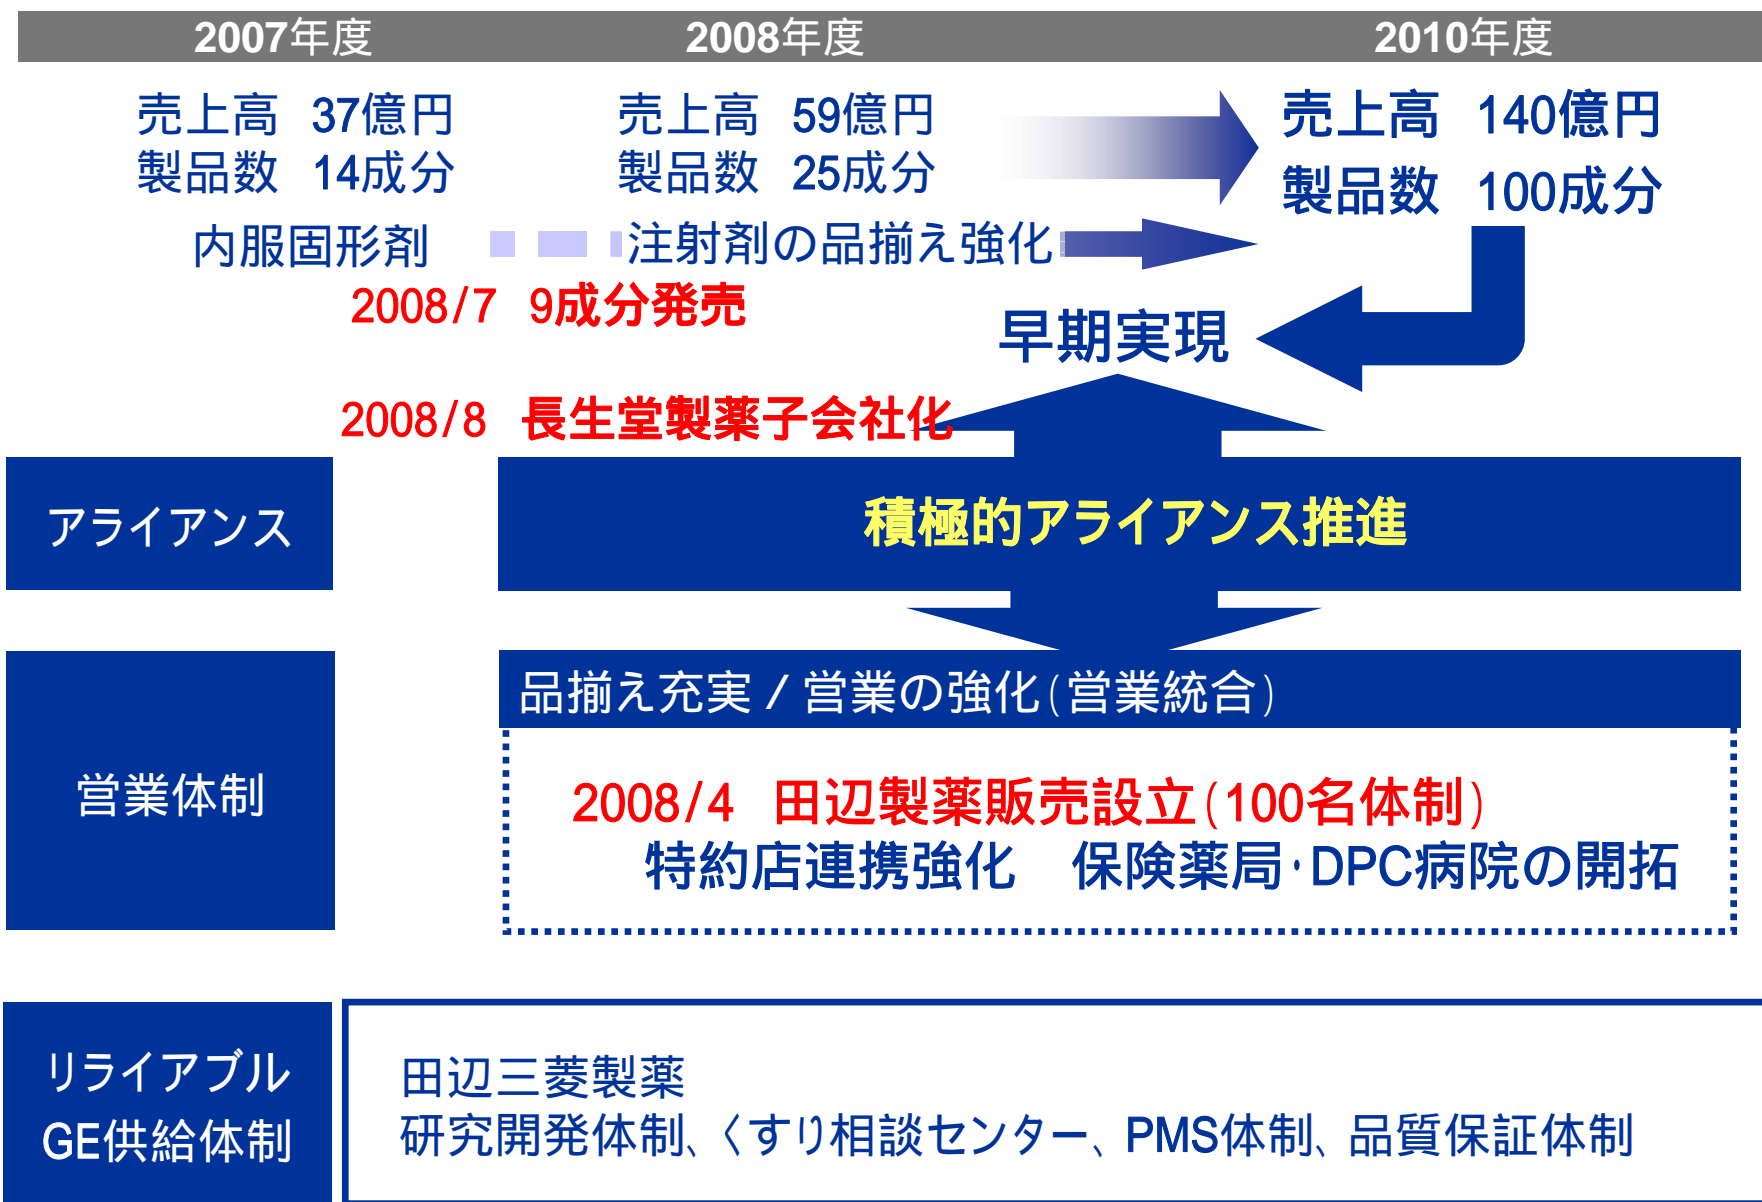 2007年度 2008年度 2010年度
売上高 37億円 売上高 59億円 売上高 140億円
製品数 14成分 製品数 25成分 製品数 100成分
内服固形剤 注射剤の品揃え強化
2008/7 9成分発売
早期実現
2008/8 長生堂製薬子会社化
アライアンス 積極的アライアンス推進
品揃え充実/営業の強化(営業統合)
営業体制
2008/4 田辺製薬販売設立(100名体制)
特約店連携強化 保険薬局・DPC病院の開拓
リライアブル
GE供給体制
田辺三菱製薬
研究開発体制、くすり相談センター、PMS体制、品質保証体制